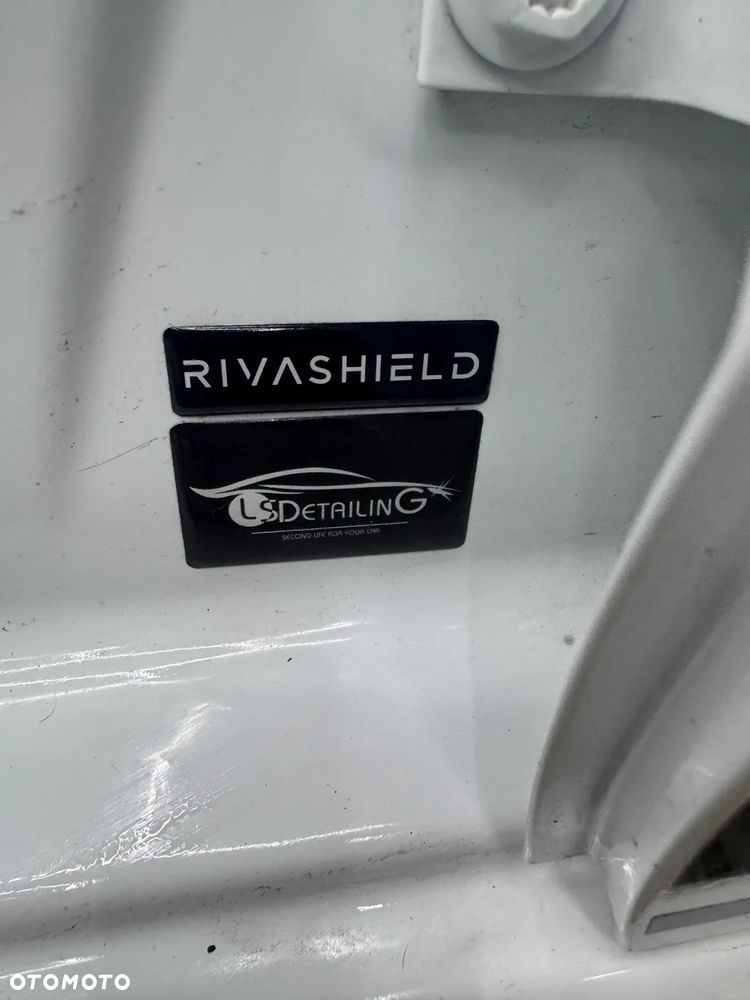 RIVASHIELD
LSDETAILING
SECOND LIFE FOR YOUR CAR
OTOMOTO